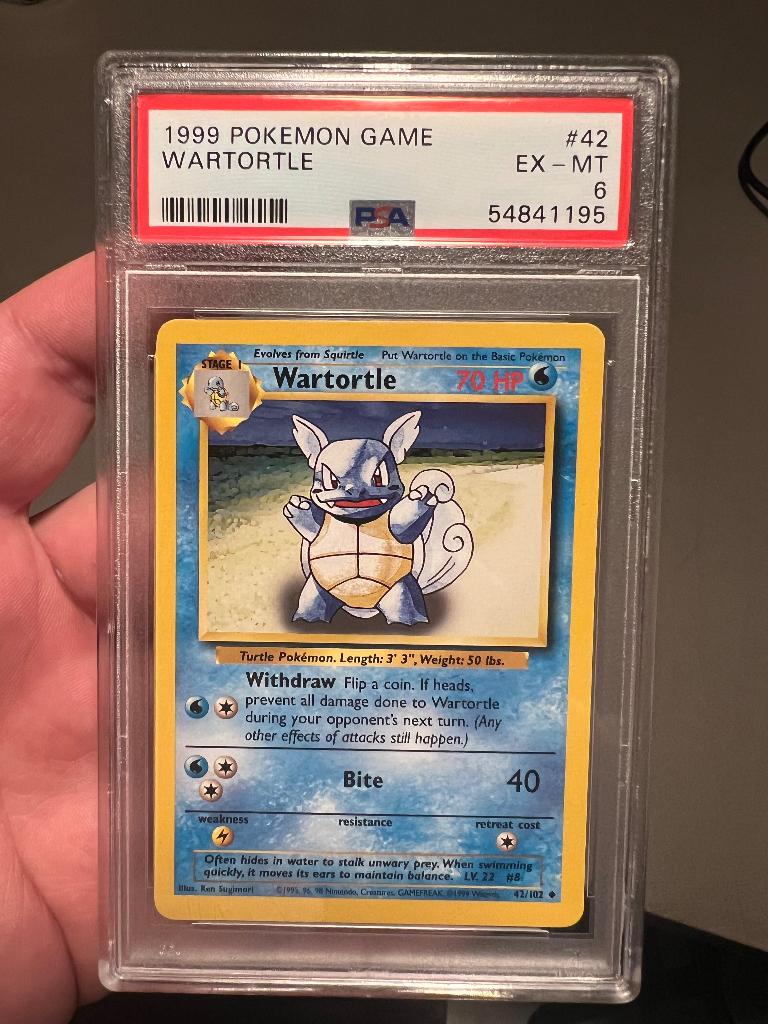 1999 POKEMON GAME #42
WARTORTLE EX - MT
6
PSA 54841195
Evolves from Squirtle Put Wartortle on the Basic Pokémon
STAGE 1
Wartortle 70 HP
Turtle Pokémon. Length: 3' 3", Weight: 50 lbs.
Withdraw Flip a coin. If heads,
prevent all damage done to Wartortle
during your opponent's next turn. (Any
other effects of attacks still happen.)
Bite 40
weakness resistance retreat cost
Often hides in water to stalk unwary prey. When swimming
quickly, it moves its ears to maintain balance. LV. 22 #8
Illus. Ken Sugimori ©1995, 96, 98 Nintendo, Creatures, GAMEFREAK. ©1999 Wizards. 42/102